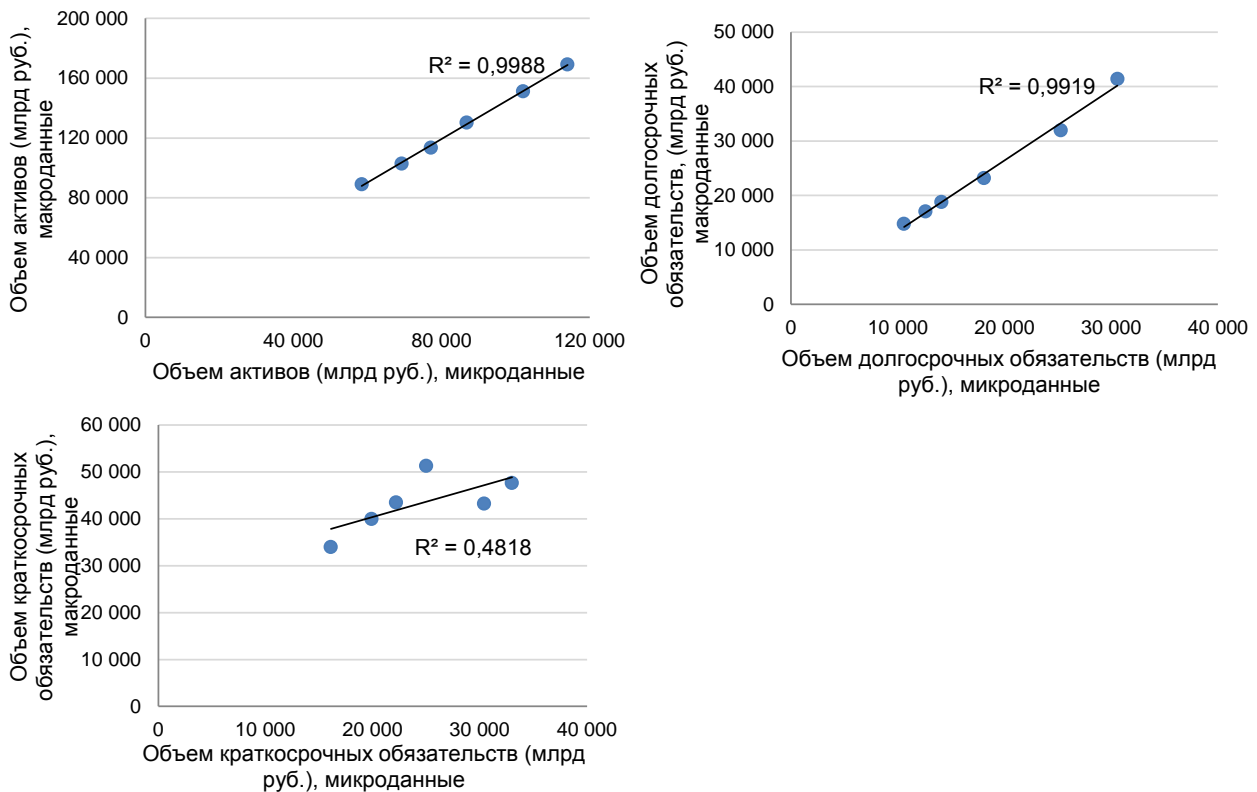 Объем активов (млрд руб.),
макроданные
200 000
160 000
120 000
80 000
40 000
0
R² = 0,9988
0
40 000
80 000
120 000
Объем активов (млрд руб.), микроданные
Объем долгосрочных
обязательств, (млрд руб.)
макроданные
50 000
40 000
30 000
20 000
10 000
0
R² = 0,9919
0
10 000
20 000
30 000
40 000
Объем долгосрочных обязательств (млрд
руб.), микроданные
Объем краткосрочных
обязательств (млрд руб.),
макроданные
60 000
50 000
40 000
30 000
20 000
10 000
0
R² = 0,4818
0
10 000
20 000
30 000
40 000
Объем краткосрочных обязательств (млрд
руб.), микроданные